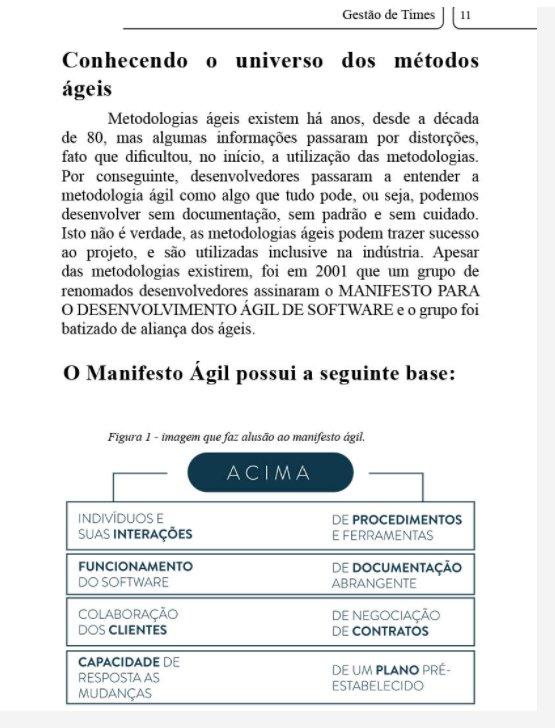 Gestão de Times 11
Conhecendo o universo dos métodos
ágeis
Metodologias ágeis existem há anos, desde a década
de 80, mas algumas informações passaram por distorções,
fato que dificultou, no início, a utilização das metodologias.
Por conseguinte, desenvolvedores passaram a entender a
metodologia ágil como algo que tudo pode, ou seja, podemos
desenvolver sem documentação, sem padrão e sem cuidado.
Isto não é verdade, as metodologias ágeis podem trazer sucesso
ao projeto, e são utilizadas inclusive na indústria. Apesar
das metodologias existirem, foi em 2001 que um grupo de
renomados desenvolvedores assinaram o MANIFESTO PARA
O DESENVOLVIMENTO ÁGIL DE SOFTWARE e o grupo foi
batizado de aliança dos ágeis.
O Manifesto Ágil possui a seguinte base:
Figura 1 - imagem que faz alusão ao manifesto ágil.
ACIMA
INDIVÍDUOS E
SUAS INTERAÇÕES
DE PROCEDIMENTOS
E FERRAMENTAS
FUNCIONAMENTO
DO SOFTWARE
DE DOCUMENTAÇÃO
ABRANGENTE
COLABORAÇÃO
DOS CLIENTES
DE NEGOCIAÇÃO
DE CONTRATOS
CAPACIDADE DE
RESPOSTA AS
MUDANÇAS
DE UM PLANO PRÉ-
ESTABELECIDO